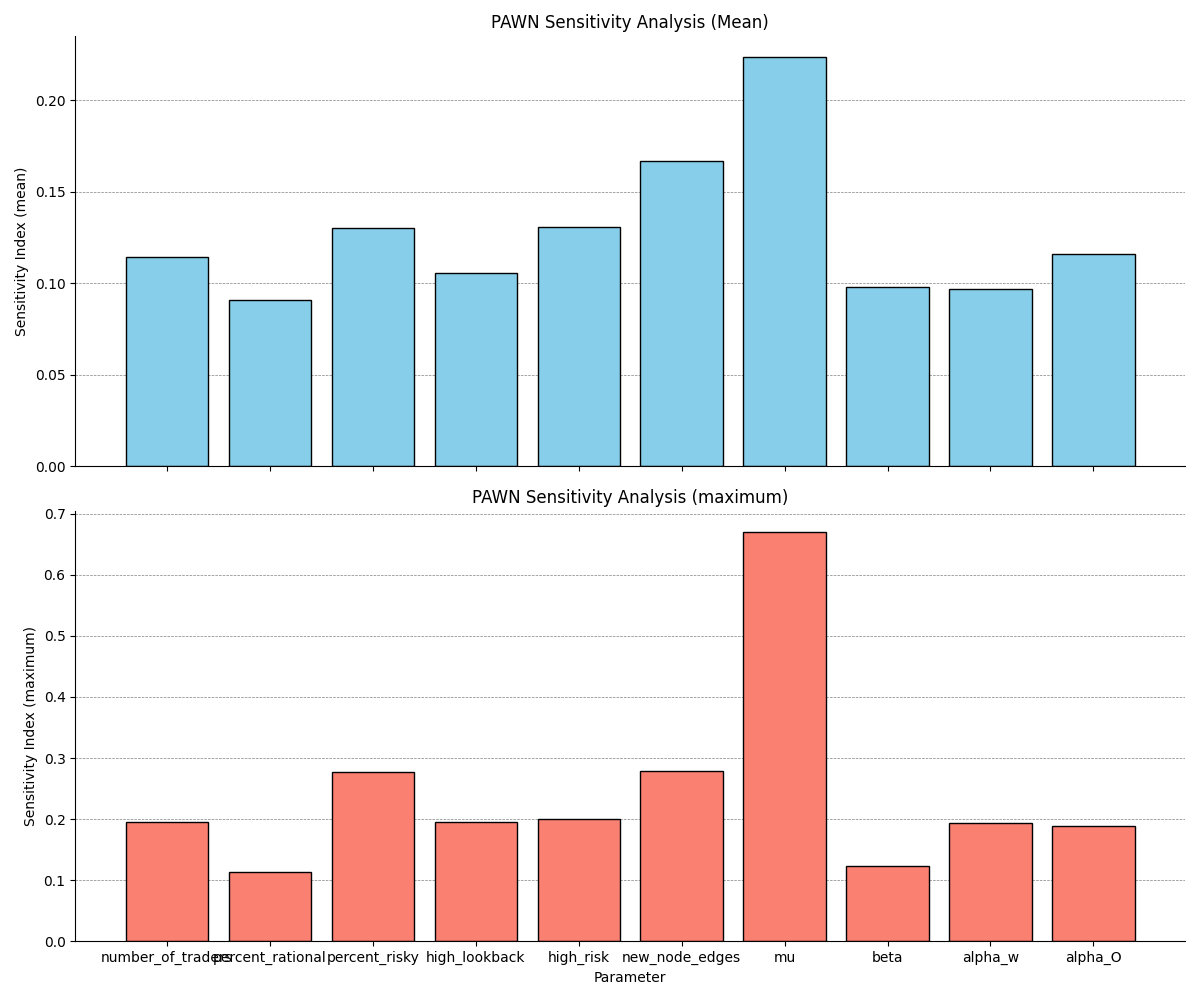 PAWN Sensitivity Analysis (Mean)
Sensitivity Index (mean)
0.20
0.15
0.10
0.05
0.00
PAWN Sensitivity Analysis (maximum)
Sensitivity Index (maximum)
0.7
0.6
0.5
0.4
0.3
0.2
0.1
0.0
number_of_traders percent_rational percent_risky high_lookback high_risk new_node_edges mu beta alpha_w alpha_O
Parameter